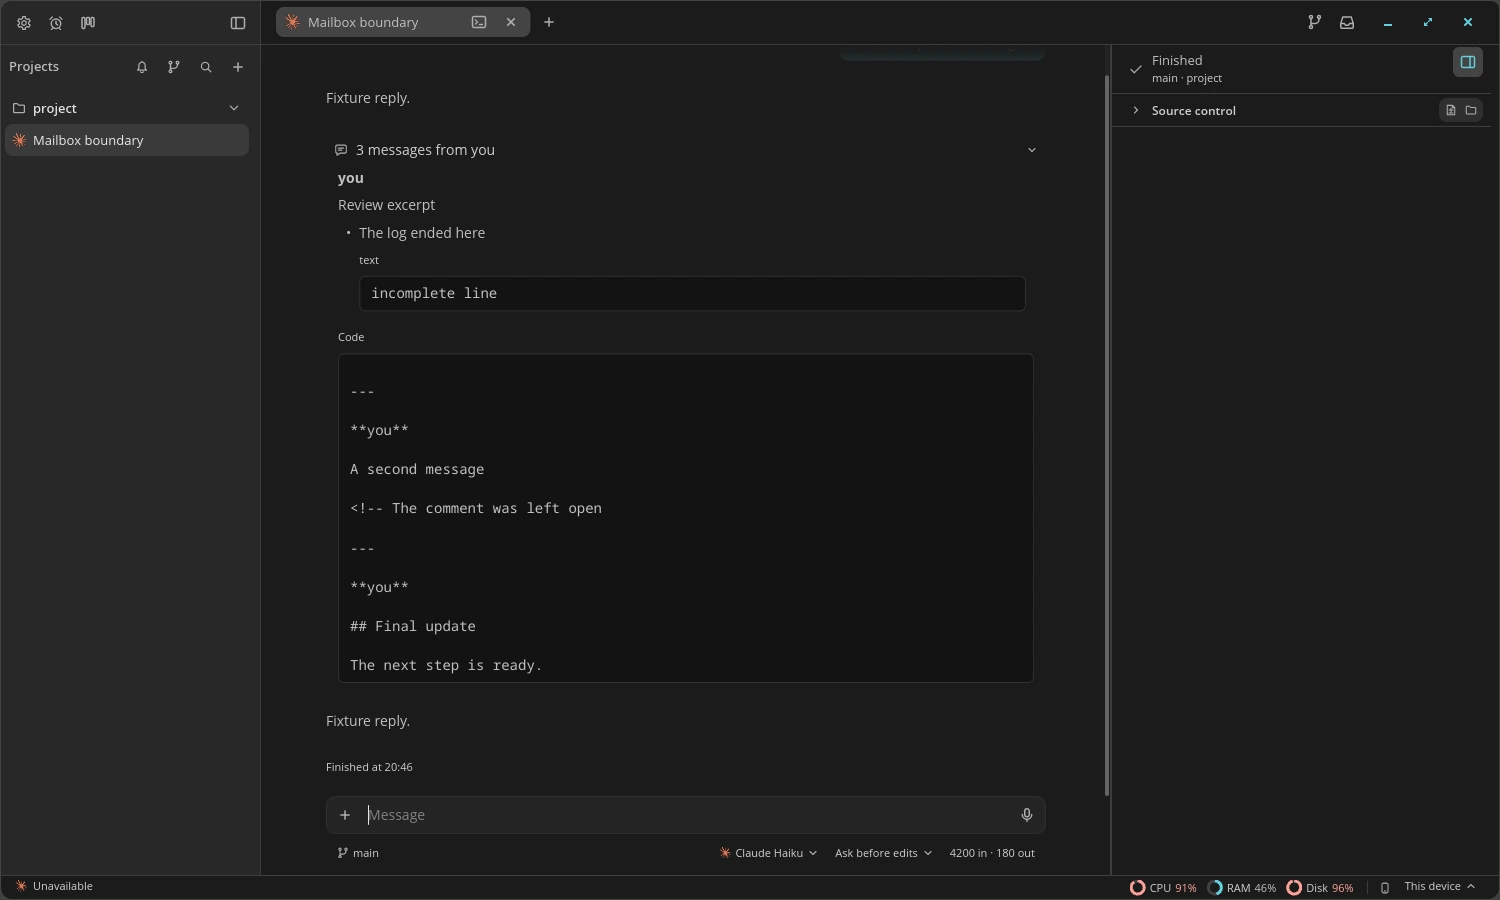 Mailbox boundary
Projects
project
Mailbox boundary
Fixture reply.
3 messages from you
you
Review excerpt
• The log ended here
text
incomplete line
Code
---
**you**
A second message
<!-- The comment was left open
---
**you**
## Final update
The next step is ready.
Fixture reply.
Finished at 20:46
Message
main
Claude Haiku
Ask before edits
4200 in · 180 out
Finished
main · project
Source control
Unavailable
CPU 91%
RAM 46%
Disk 96%
This device